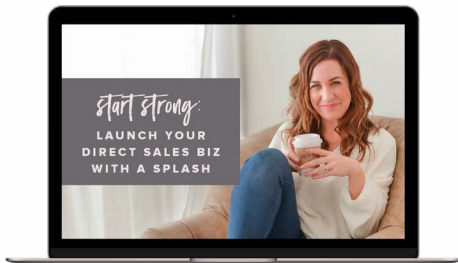 start strong:
LAUNCH YOUR
DIRECT SALES BIZ
WITH A SPLASH